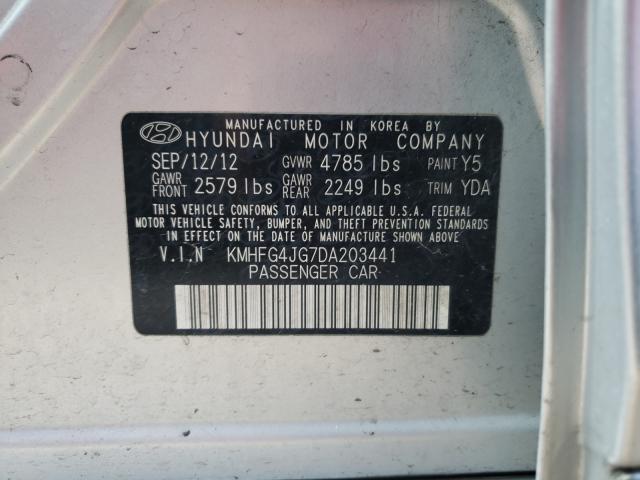 MANUFACTURED IN KOREA BY
HYUNDAI MOTOR COMPANY
SEP/12/12 GVWR 4785 lbs PAINT Y5
GAWR FRONT 2579 lbs GAWR REAR 2249 lbs TRIM YDA
THIS VEHICLE CONFORMS TO ALL APPLICABLE U.S.A. FEDERAL
MOTOR VEHICLE SAFETY, BUMPER, AND THEFT PREVENTION STANDARDS
IN EFFECT ON THE DATE OF MANUFACTURE SHOWN ABOVE.
V.I.N KMHFG4JG7DA203441
PASSENGER CAR